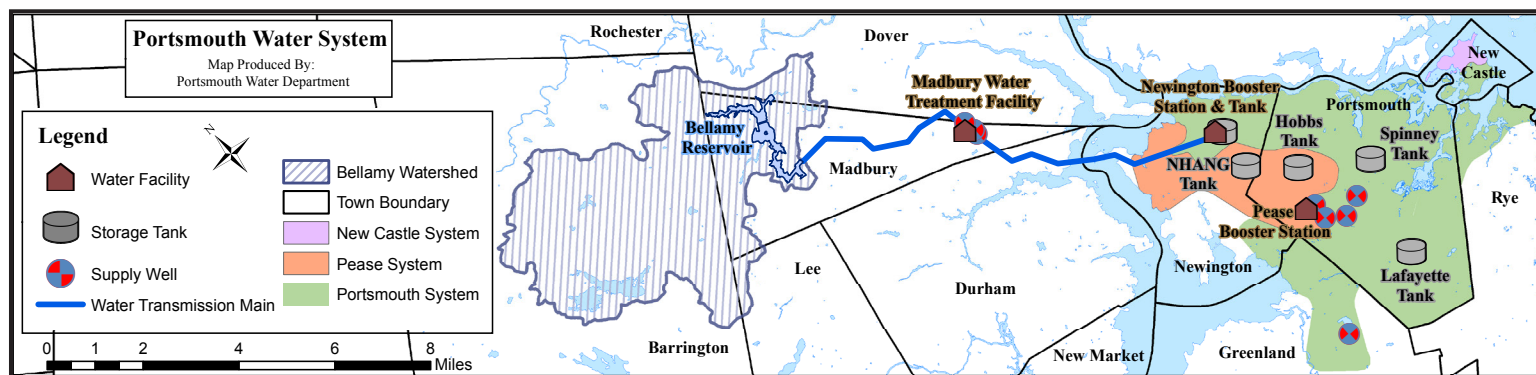 Portsmouth Water System
Map Produced By:
Portsmouth Water Department
Legend
N
Water Facility
Storage Tank
Supply Well
Water Transmission Main
Bellamy Watershed
Town Boundary
New Castle System
Pease System
Portsmouth System
0 1 2 4 6 8
Miles
Rochester
Dover
Bellamy
Reservoir
Madbury Water
Treatment Facility
Madbury
Lee
Barrington
Durham
New Market
Newington Booster
Station & Tank
NHANG
Tank
Portsmouth
Hobbs
Tank
Spinney
Tank
New
Castle
Rye
Pease
Booster Station
Newington
Lafayette
Tank
Greenland